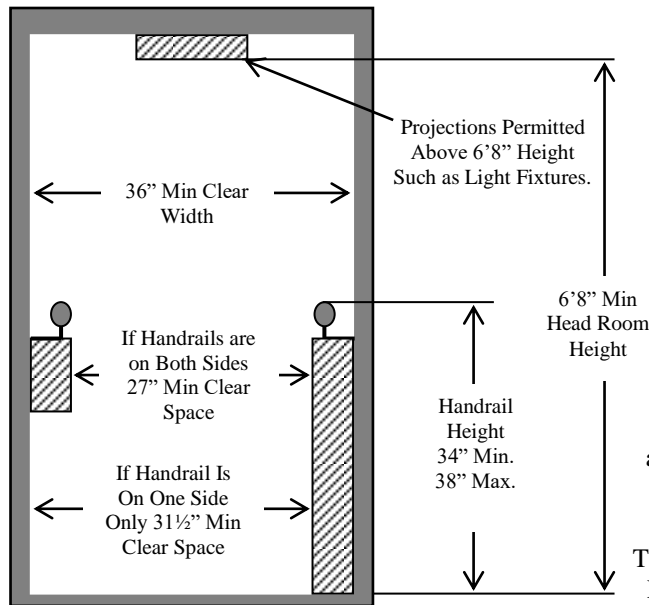 Projections Permitted
Above 6’8” Height
Such as Light Fixtures.
36” Min Clear
Width
6’8” Min
Head Room
Height
If Handrails are
on Both Sides
27” Min Clear
Space
Handrail
Height
34” Min.
38” Max.
If Handrail Is
On One Side
Only 31½” Min
Clear Space
a
T